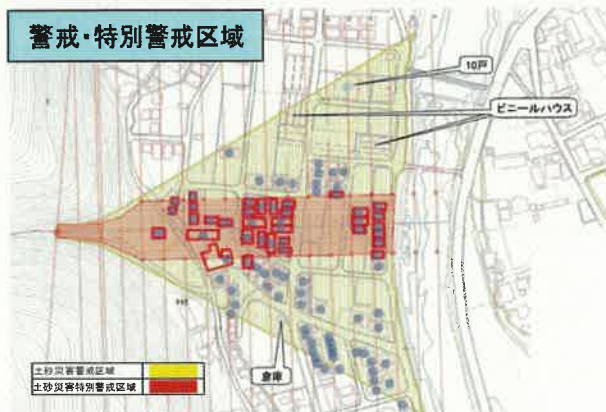 警戒・特別警戒区域
10戸
ビニールハウス
倉庫
土砂災害警戒区域
土砂災害特別警戒区域